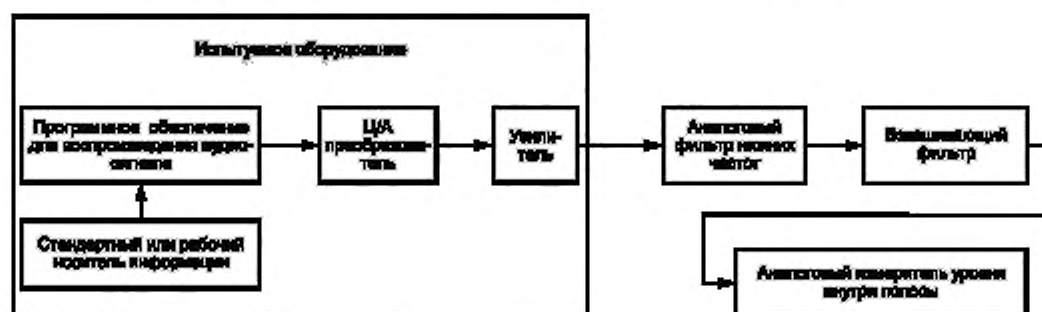 Испытуемое оборудование
Программное обеспечение
для воспроизведения аудио-
сигнала
Ц/А
преобразова-
тель
Усили-
тель
Аналоговый
фильтр нижних
частот
Взвешивающий
фильтр
Стандартный или рабочий
носитель информации
Аналоговый измеритель уровня
внутри полосы